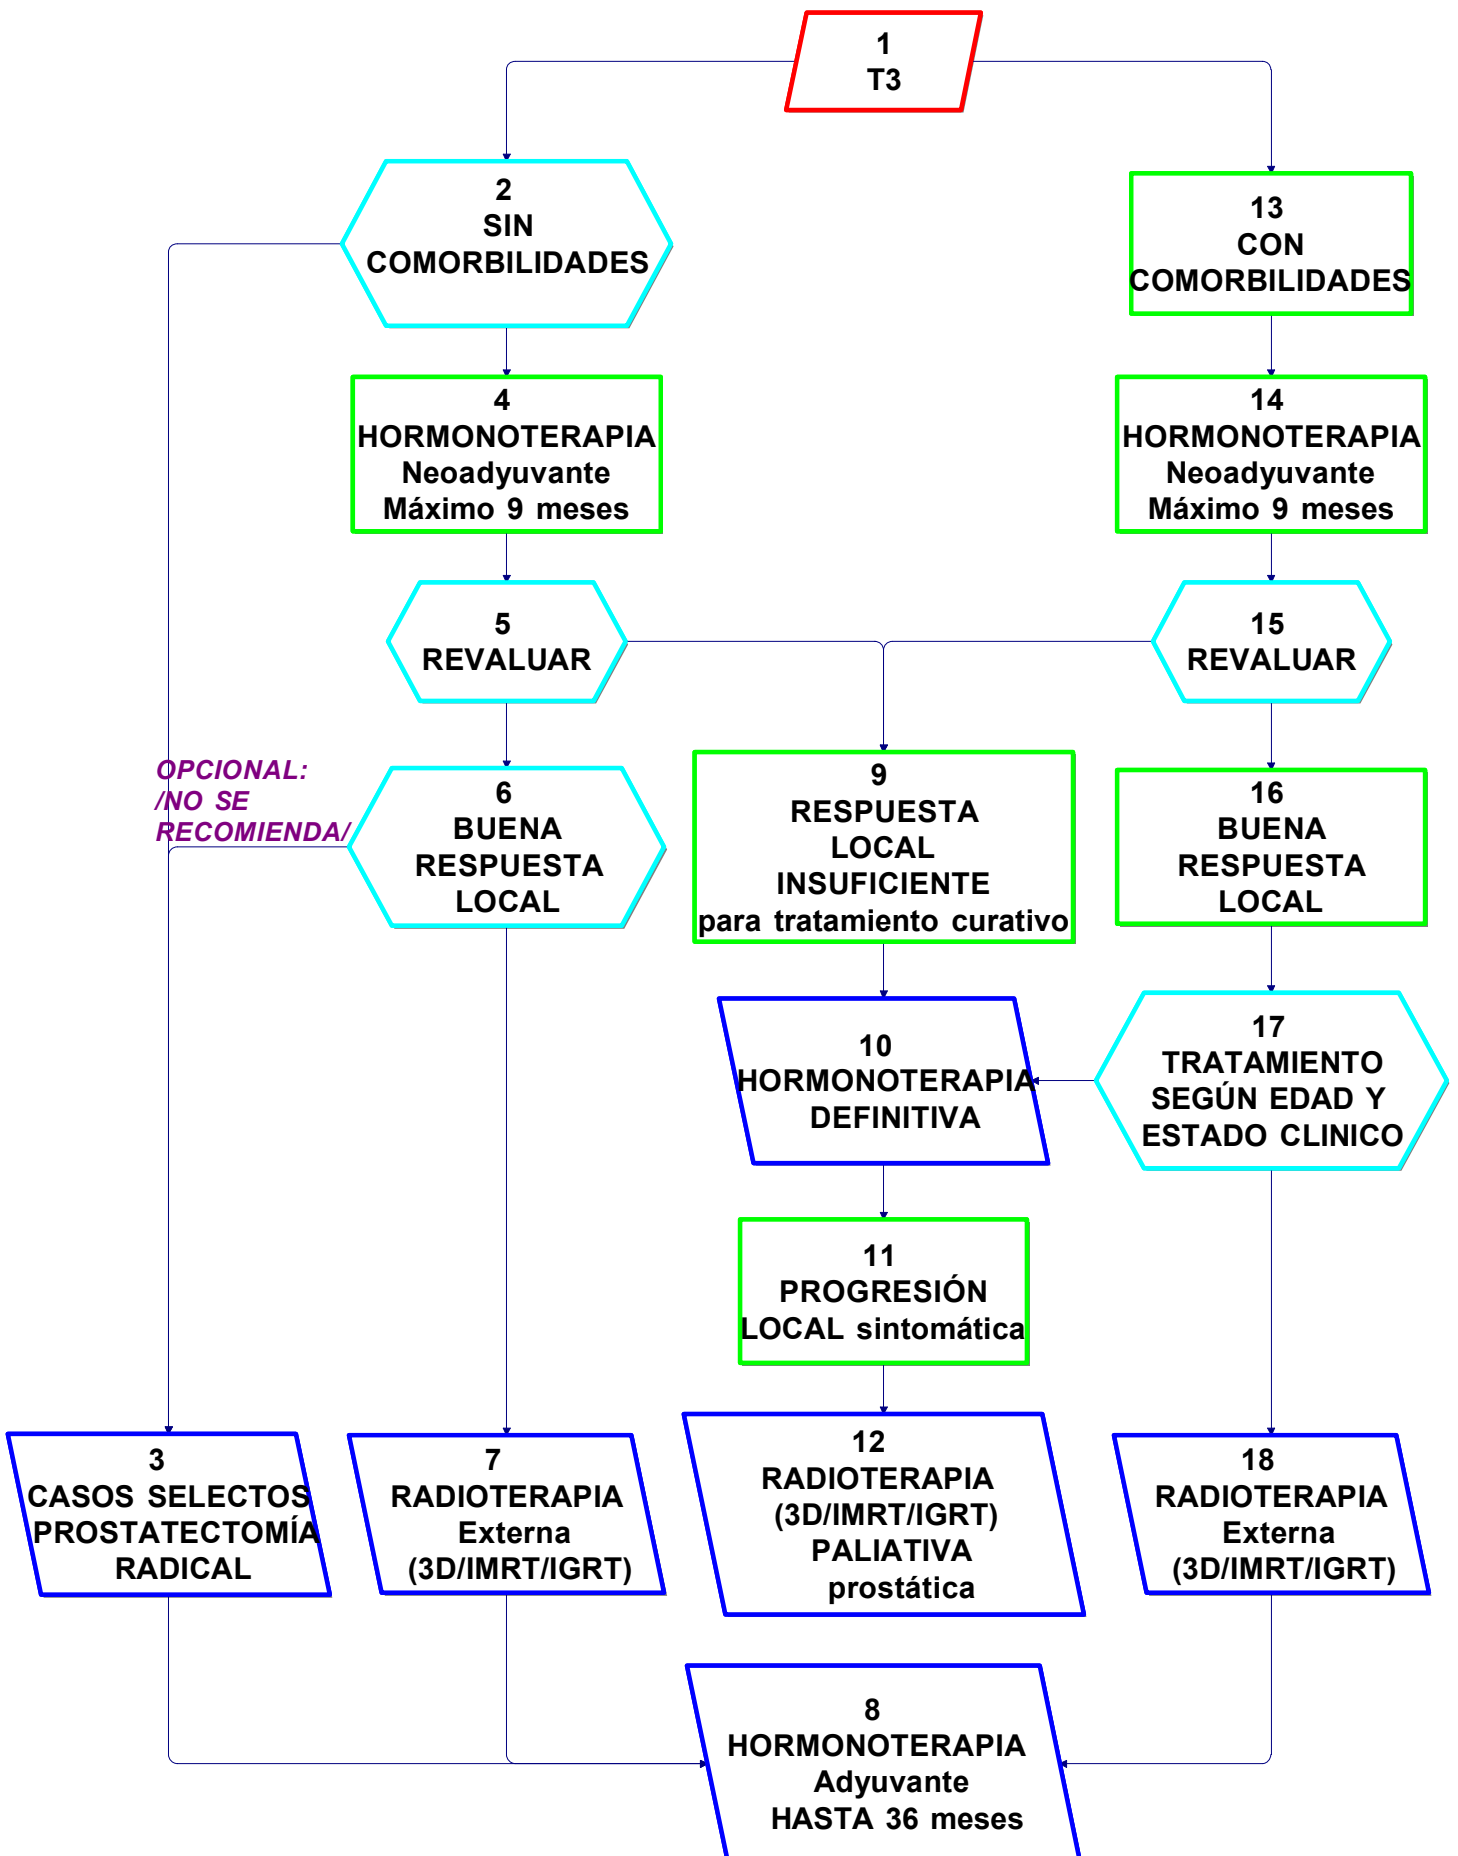 1
T3
2
SIN
COMORBILIDADES
13
CON
COMORBILIDADES
4
HORMONOTERAPIA
Neoadyuvante
Máximo 9 meses
14
HORMONOTERAPIA
Neoadyuvante
Máximo 9 meses
5
REVALUAR
15
REVALUAR
OPCIONAL:
/NO SE
RECOMIENDA/
6
BUENA
RESPUESTA
LOCAL
9
RESPUESTA
LOCAL
INSUFICIENTE
para tratamiento curativo
16
BUENA
RESPUESTA
LOCAL
10
HORMONOTERAPIA
DEFINITIVA
17
TRATAMIENTO
SEGÚN EDAD Y
ESTADO CLINICO
11
PROGRESIÓN
LOCAL sintomática
3
CASOS SELECTOS
PROSTATECTOMÍA
RADICAL
7
RADIOTERAPIA
Externa
(3D/IMRT/IGRT)
12
RADIOTERAPIA
(3D/IMRT/IGRT)
PALIATIVA
prostática
18
RADIOTERAPIA
Externa
(3D/IMRT/IGRT)
8
HORMONOTERAPIA
Adyuvante
HASTA 36 meses